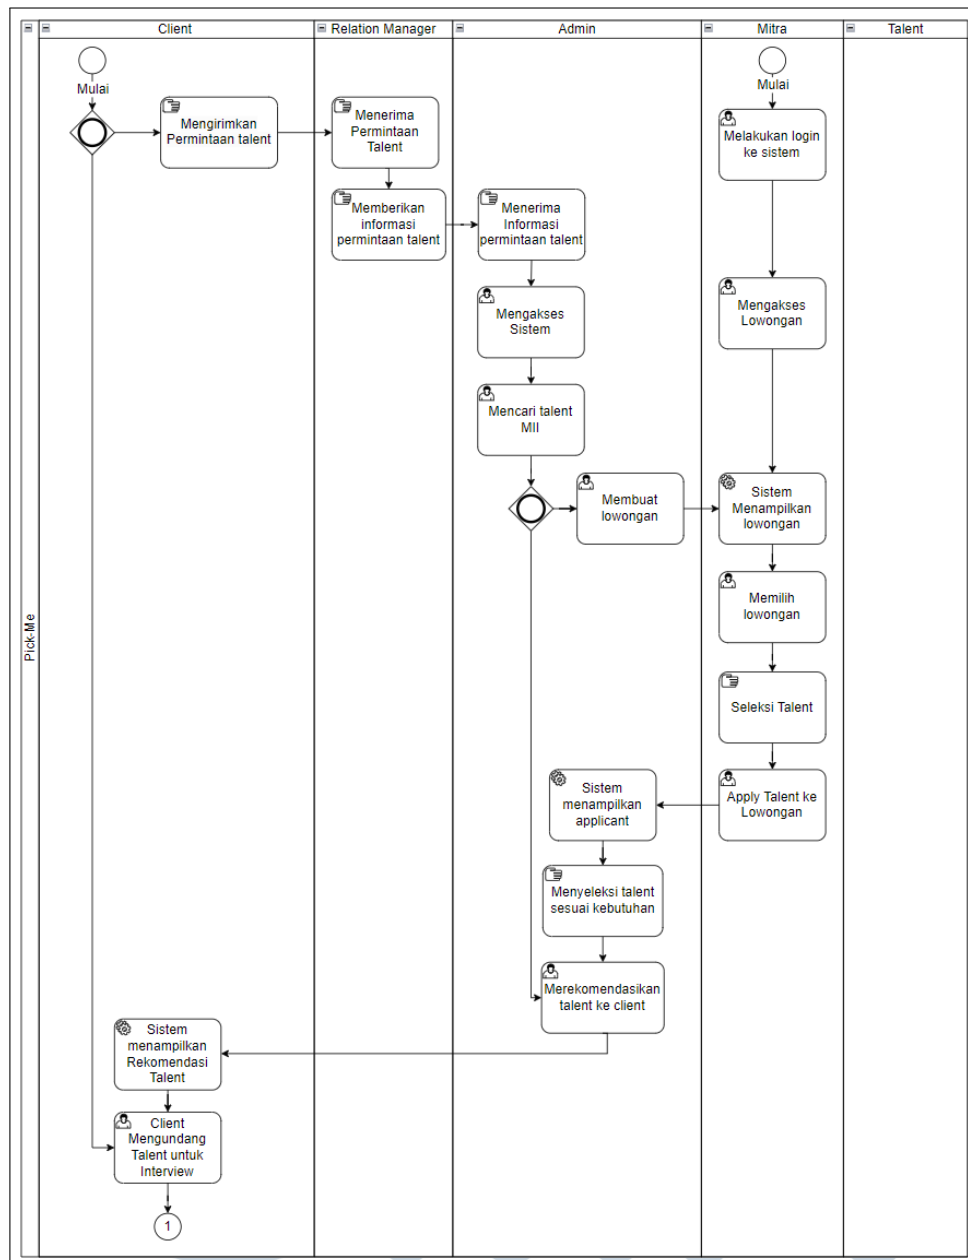 Client
Relation Manager
Admin
Mitra
Talent
Pick-Me
Mulai
Mengirimkan
Permintaan talent
Menerima
Permintaan
Talent
Memberikan
informasi
permintaan talent
Menerima
Informasi
permintaan talent
Mengakses
Sistem
Mencari talent
MII
Membuat
lowongan
Mulai
Melakukan login
ke sistem
Mengakses
Lowongan
Sistem
Menampilkan
lowongan
Memilih
lowongan
Seleksi Talent
Apply Talent ke
Lowongan
Sistem
menampilkan
applicant
Menyeleksi talent
sesuai kebutuhan
Merekomendasikan
talent ke client
Sistem
menampilkan
Rekomendasi
Talent
Client
Mengundang
Talent untuk
Interview
1